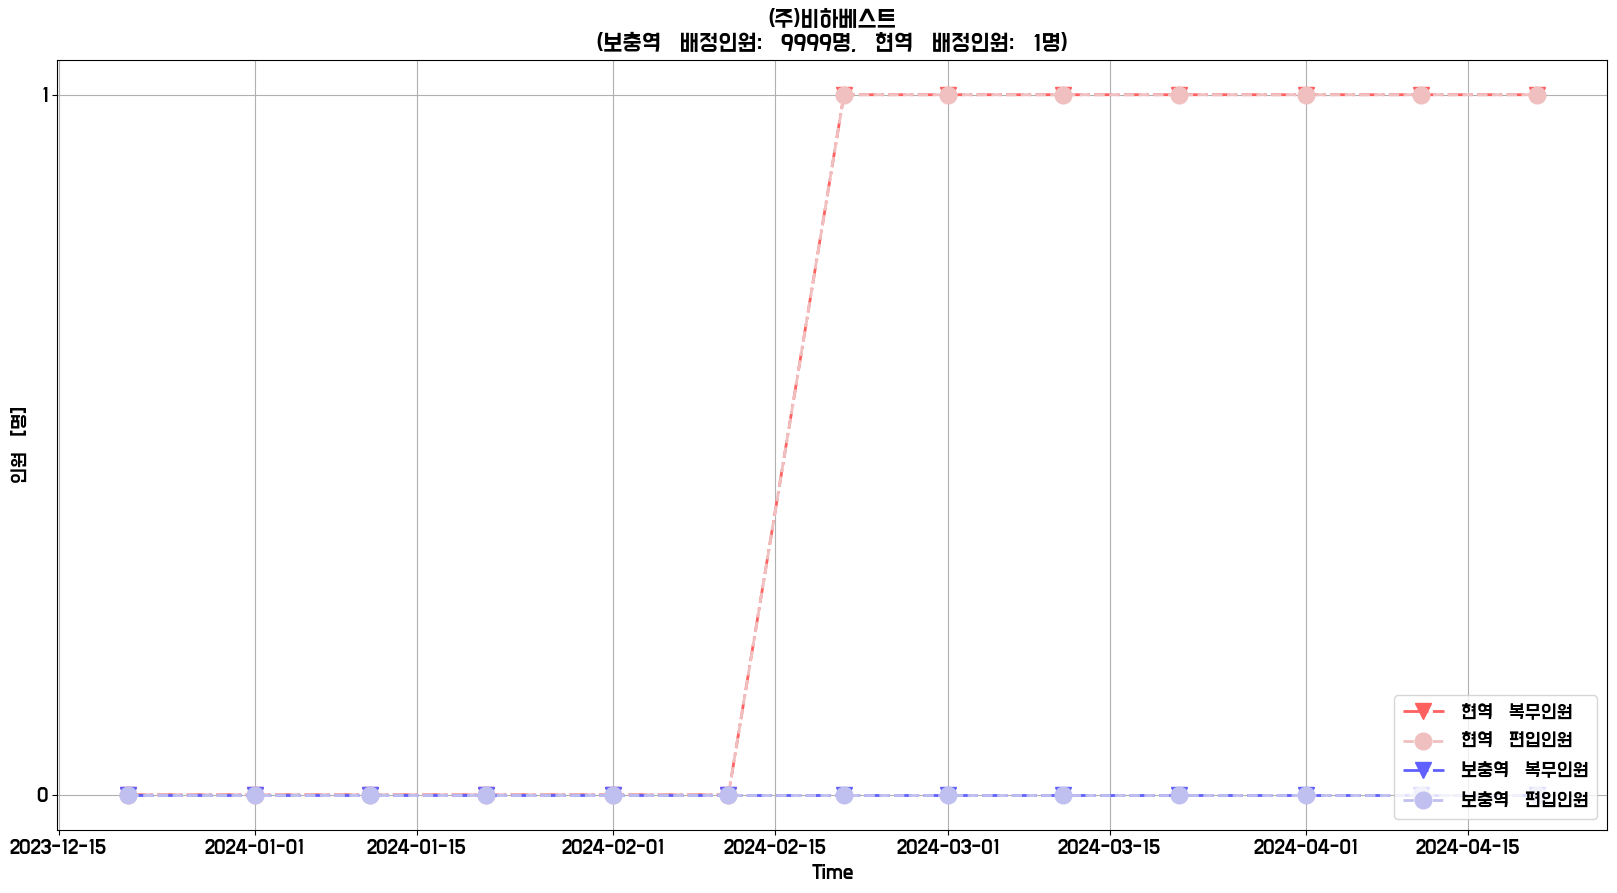 (주)비하베스트
(보충역 배정인원: 9999명, 현역 배정인원: 1명)
1
인원 [명]
0
현역 복무인원
현역 편입인원
보충역 복무인원
보충역 편입인원
2023-12-15 2024-01-01 2024-01-15 2024-02-01 2024-02-15 2024-03-01 2024-03-15 2024-04-01 2024-04-15
Time